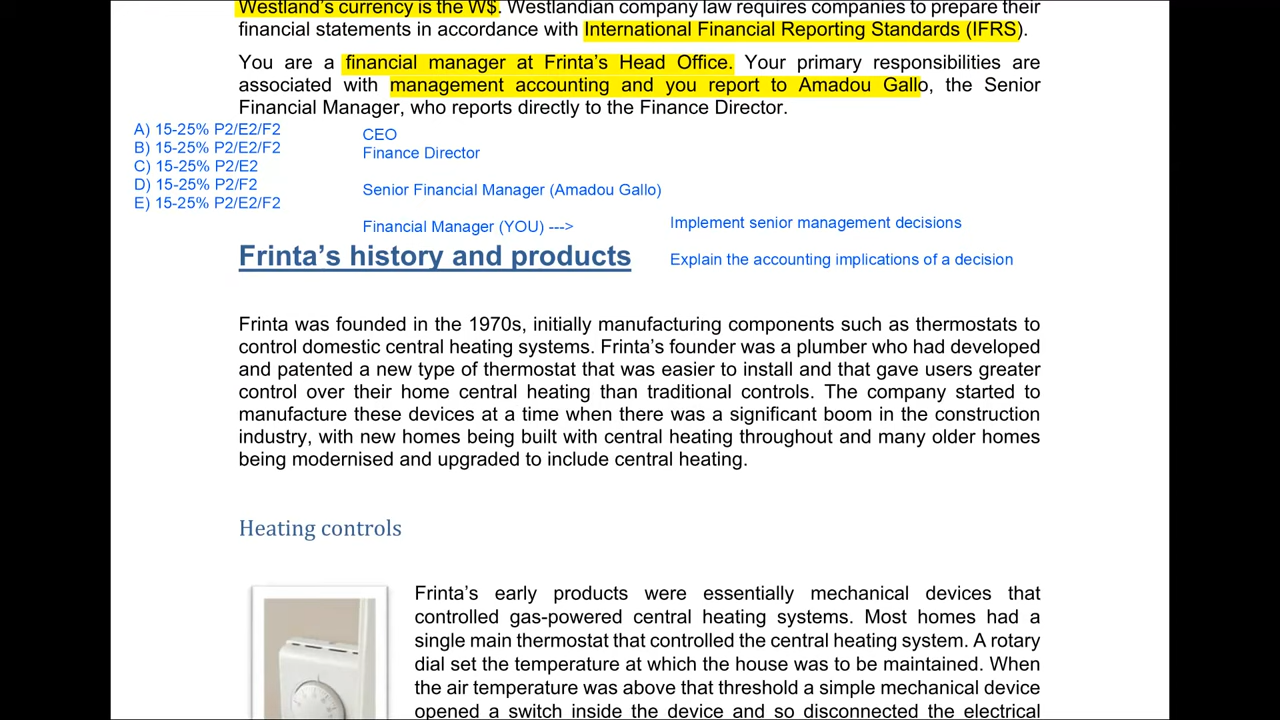 Westland’s currency is the W$. Westlandian company law requires companies to prepare their
financial statements in accordance with International Financial Reporting Standards (IFRS).
You are a financial manager at Frinta’s Head Office. Your primary responsibilities are
associated with management accounting and you report to Amadou Gallo, the Senior
Financial Manager, who reports directly to the Finance Director.
A) 15-25% P2/E2/F2
B) 15-25% P2/E2/F2
C) 15-25% P2/E2
D) 15-25% P2/F2
E) 15-25% P2/E2/F2
CEO
Finance Director
Senior Financial Manager (Amadou Gallo)
Financial Manager (YOU) --->
Implement senior management decisions
Explain the accounting implications of a decision
Frinta’s history and products
Frinta was founded in the 1970s, initially manufacturing components such as thermostats to
control domestic central heating systems. Frinta’s founder was a plumber who had developed
and patented a new type of thermostat that was easier to install and that gave users greater
control over their home central heating than traditional controls. The company started to
manufacture these devices at a time when there was a significant boom in the construction
industry, with new homes being built with central heating throughout and many older homes
being modernised and upgraded to include central heating.
Heating controls
Frinta’s early products were essentially mechanical devices that
controlled gas-powered central heating systems. Most homes had a
single main thermostat that controlled the central heating system. A rotary
dial set the temperature at which the house was to be maintained. When
the air temperature was above that threshold a simple mechanical device
opened a switch inside the device and so disconnected the electrical